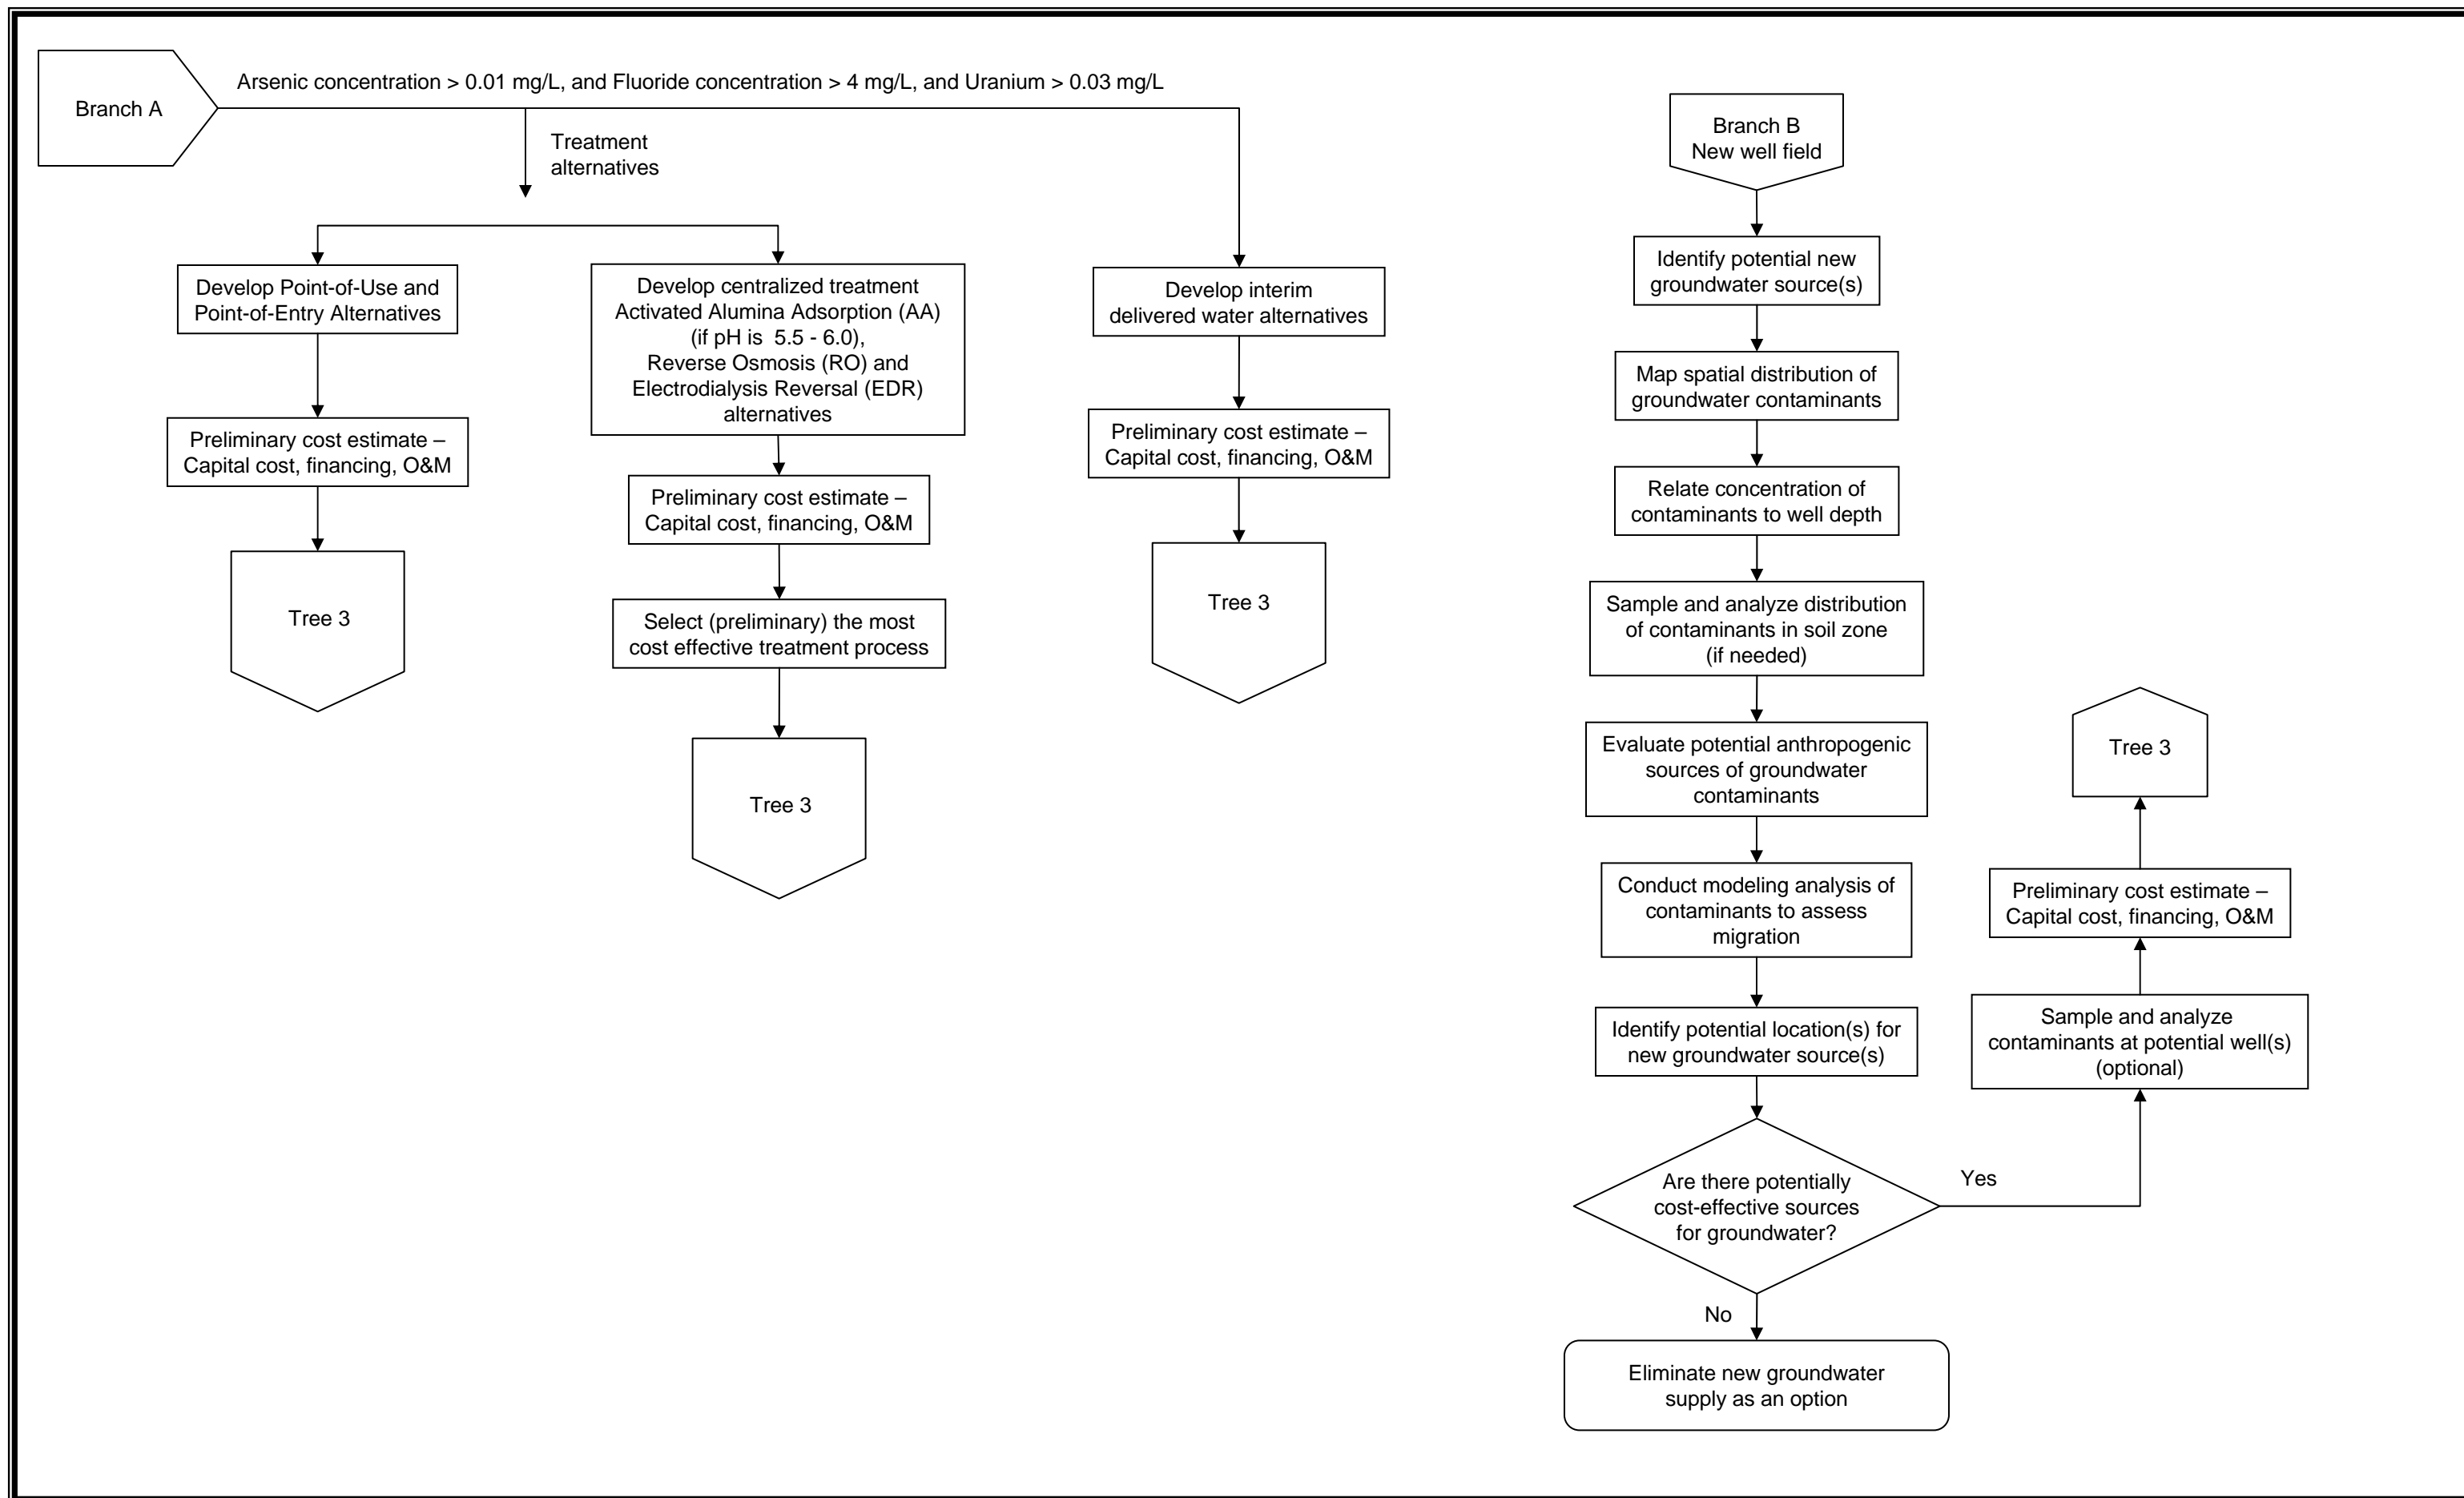 Branch A
Arsenic concentration > 0.01 mg/L, and Fluoride concentration > 4 mg/L, and Uranium > 0.03 mg/L
Treatment
alternatives
Develop Point-of-Use and
Point-of-Entry Alternatives
Preliminary cost estimate –
Capital cost, financing, O&M
Tree 3
Develop centralized treatment
Activated Alumina Adsorption (AA)
(if pH is 5.5 - 6.0),
Reverse Osmosis (RO) and
Electrodialysis Reversal (EDR)
alternatives
Preliminary cost estimate –
Capital cost, financing, O&M
Select (preliminary) the most
cost effective treatment process
Tree 3
Develop interim
delivered water alternatives
Preliminary cost estimate –
Capital cost, financing, O&M
Tree 3
Branch B
New well field
Identify potential new
groundwater source(s)
Map spatial distribution of
groundwater contaminants
Relate concentration of
contaminants to well depth
Sample and analyze distribution
of contaminants in soil zone
(if needed)
Evaluate potential anthropogenic
sources of groundwater
contaminants
Conduct modeling analysis of
contaminants to assess
migration
Identify potential location(s) for
new groundwater source(s)
Are there potentially
cost-effective sources
for groundwater?
Yes
No
Eliminate new groundwater
supply as an option
Sample and analyze
contaminants at potential well(s)
(optional)
Preliminary cost estimate –
Capital cost, financing, O&M
Tree 3